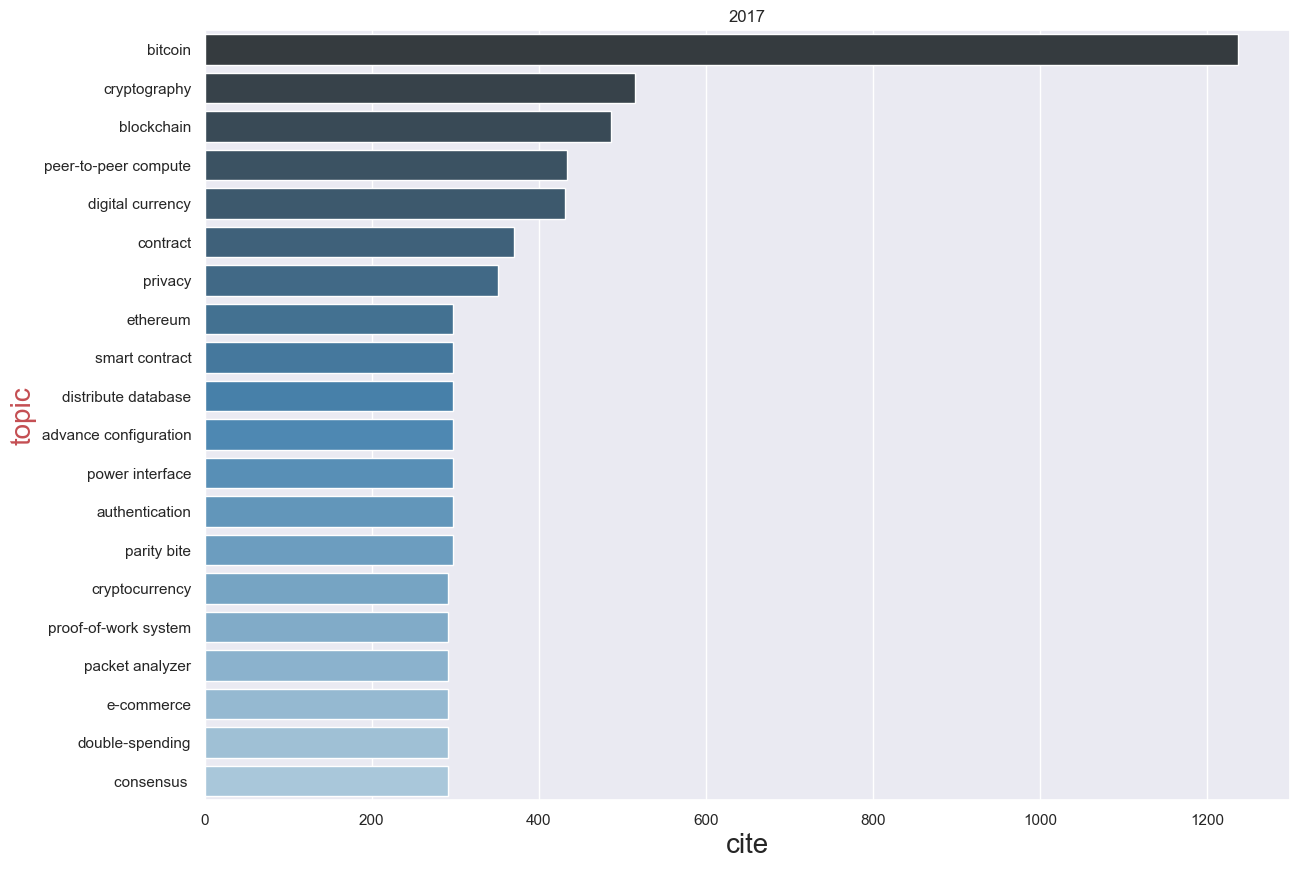 2017
bitcoin
cryptography
blockchain
peer-to-peer compute
digital currency
contract
privacy
ethereum
smart contract
distribute database
advance configuration
power interface
authentication
parity bite
cryptocurrency
proof-of-work system
packet analyzer
e-commerce
double-spending
consensus
topic
0 200 400 600 800 1000 1200
cite